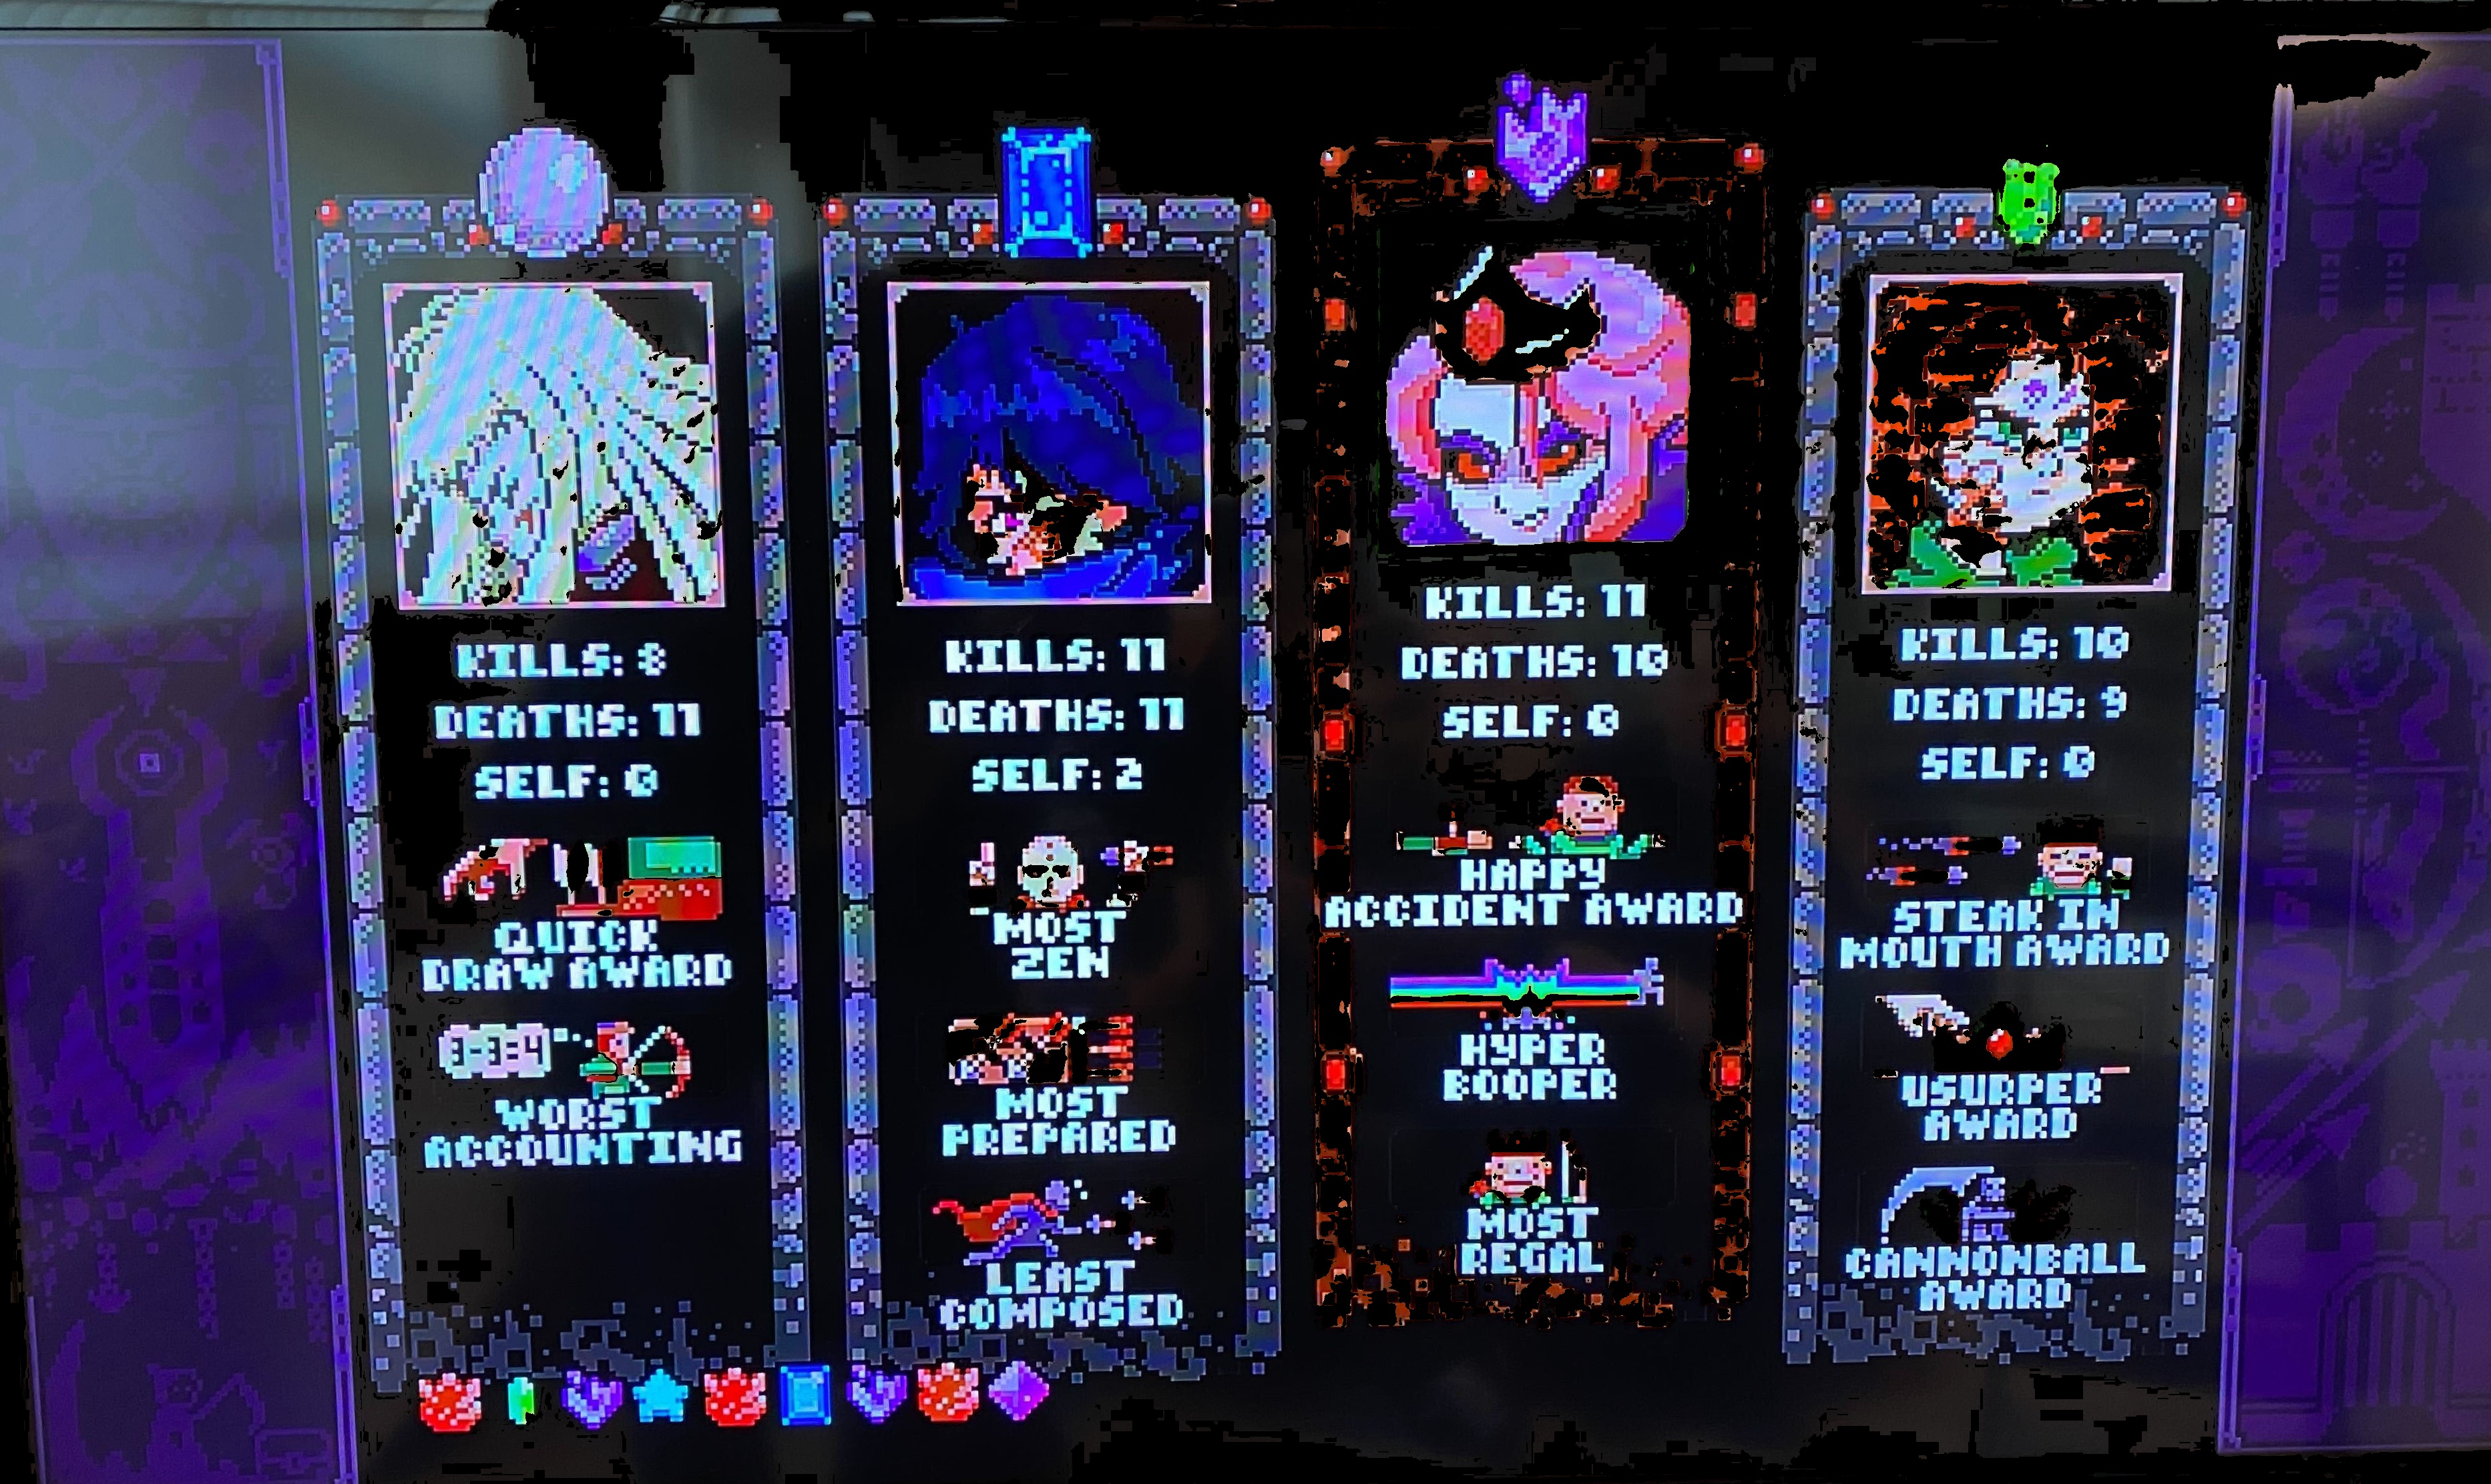 KILLS: 8
DEATHS: 11
SELF: 0
QUICK
DRAW AWARD
WORST
ACCOUNTING
KILLS: 11
DEATHS: 11
SELF: 2
MOST
ZEN
MOST
PREPARED
LEAST
COMPOSED
KILLS: 11
DEATHS: 10
SELF: 0
HAPPY
ACCIDENT AWARD
HYPER
BOOPER
MOST
REGAL
KILLS: 10
DEATHS: 9
SELF: 0
STEAK IN
MOUTH AWARD
USURPER
AWARD
CANNONBALL
AWARD